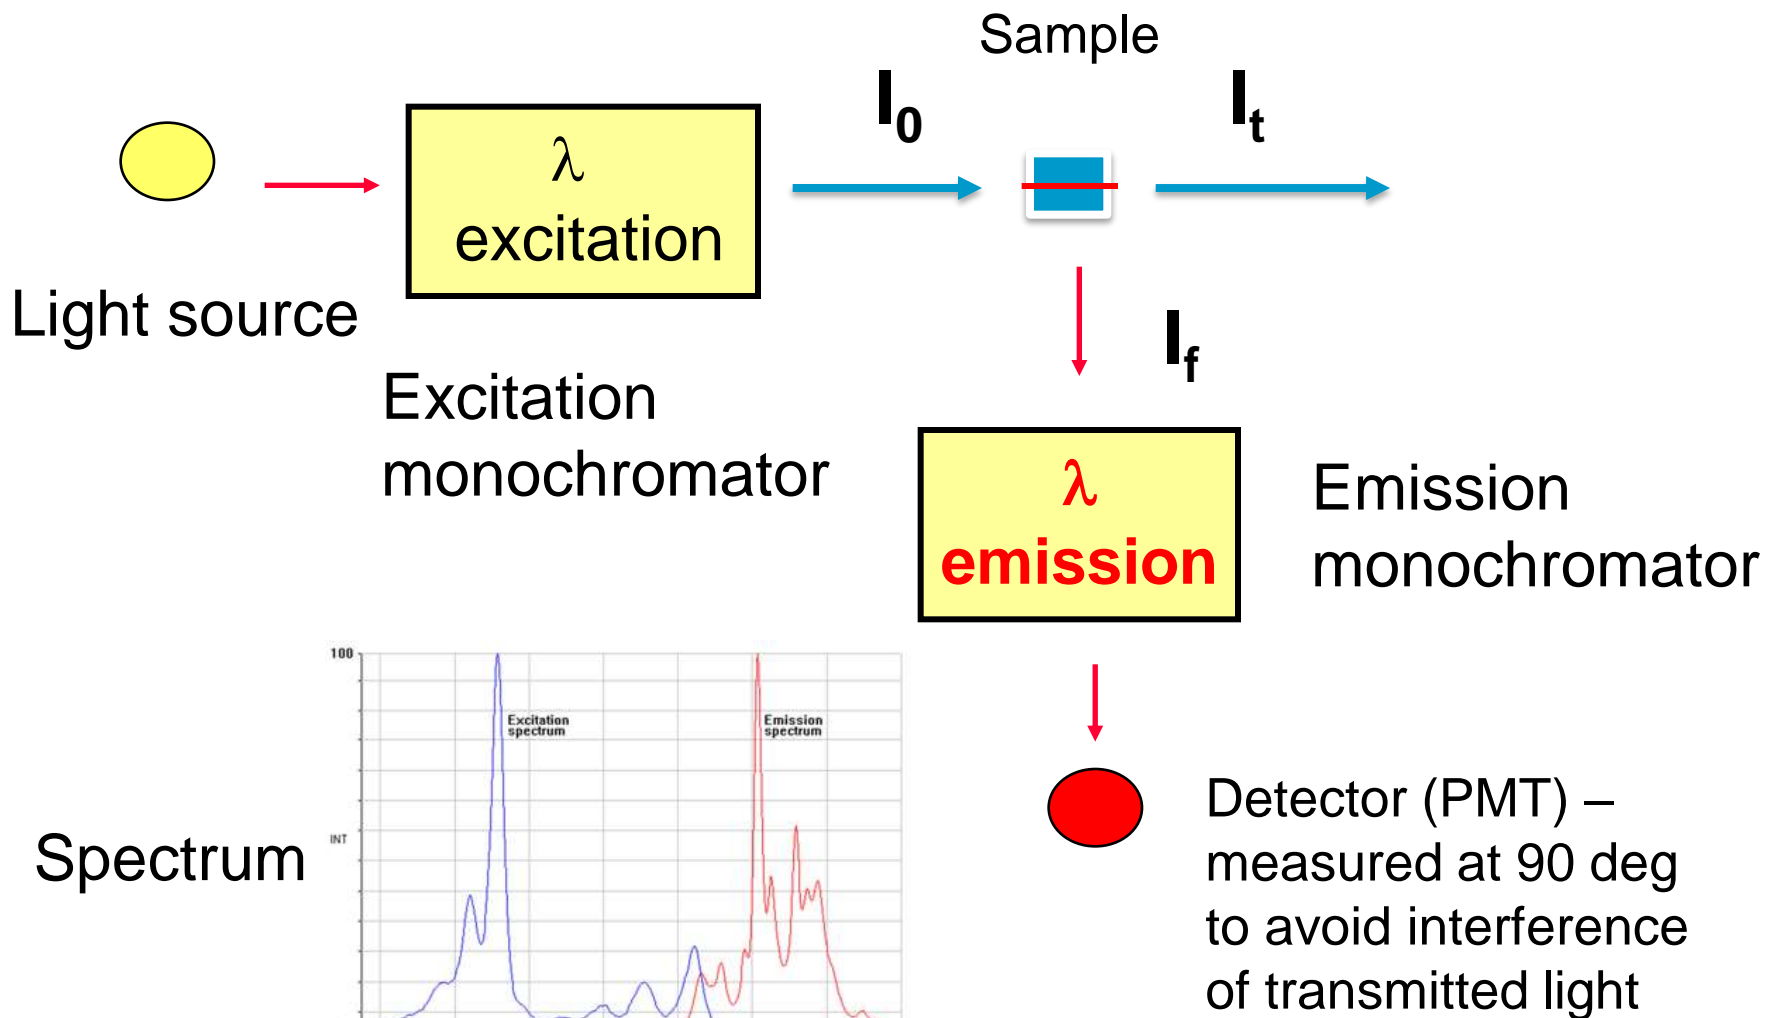 Sample
I0
It
λ
excitation
Light source
If
Excitation
monochromator
λ
emission
Emission
monochromator
100
Excitation
spectrum
Emission
spectrum
INT
Spectrum
Detector (PMT) –
measured at 90 deg
to avoid interference
of transmitted light